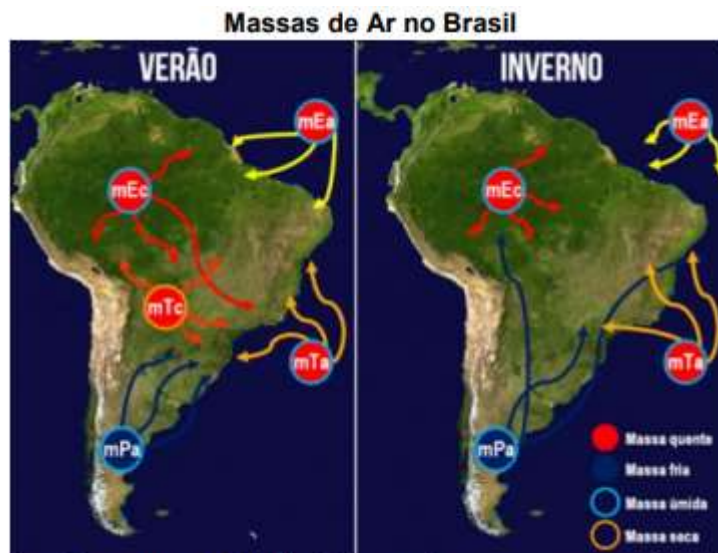 Massas de Ar no Brasil
VERÃO
mEa
mEc
mTc
mTa
mPa
INVERNO
mEa
mEc
mTa
mPa
Massa quente
Massa fria
Massa úmida
Massa seca